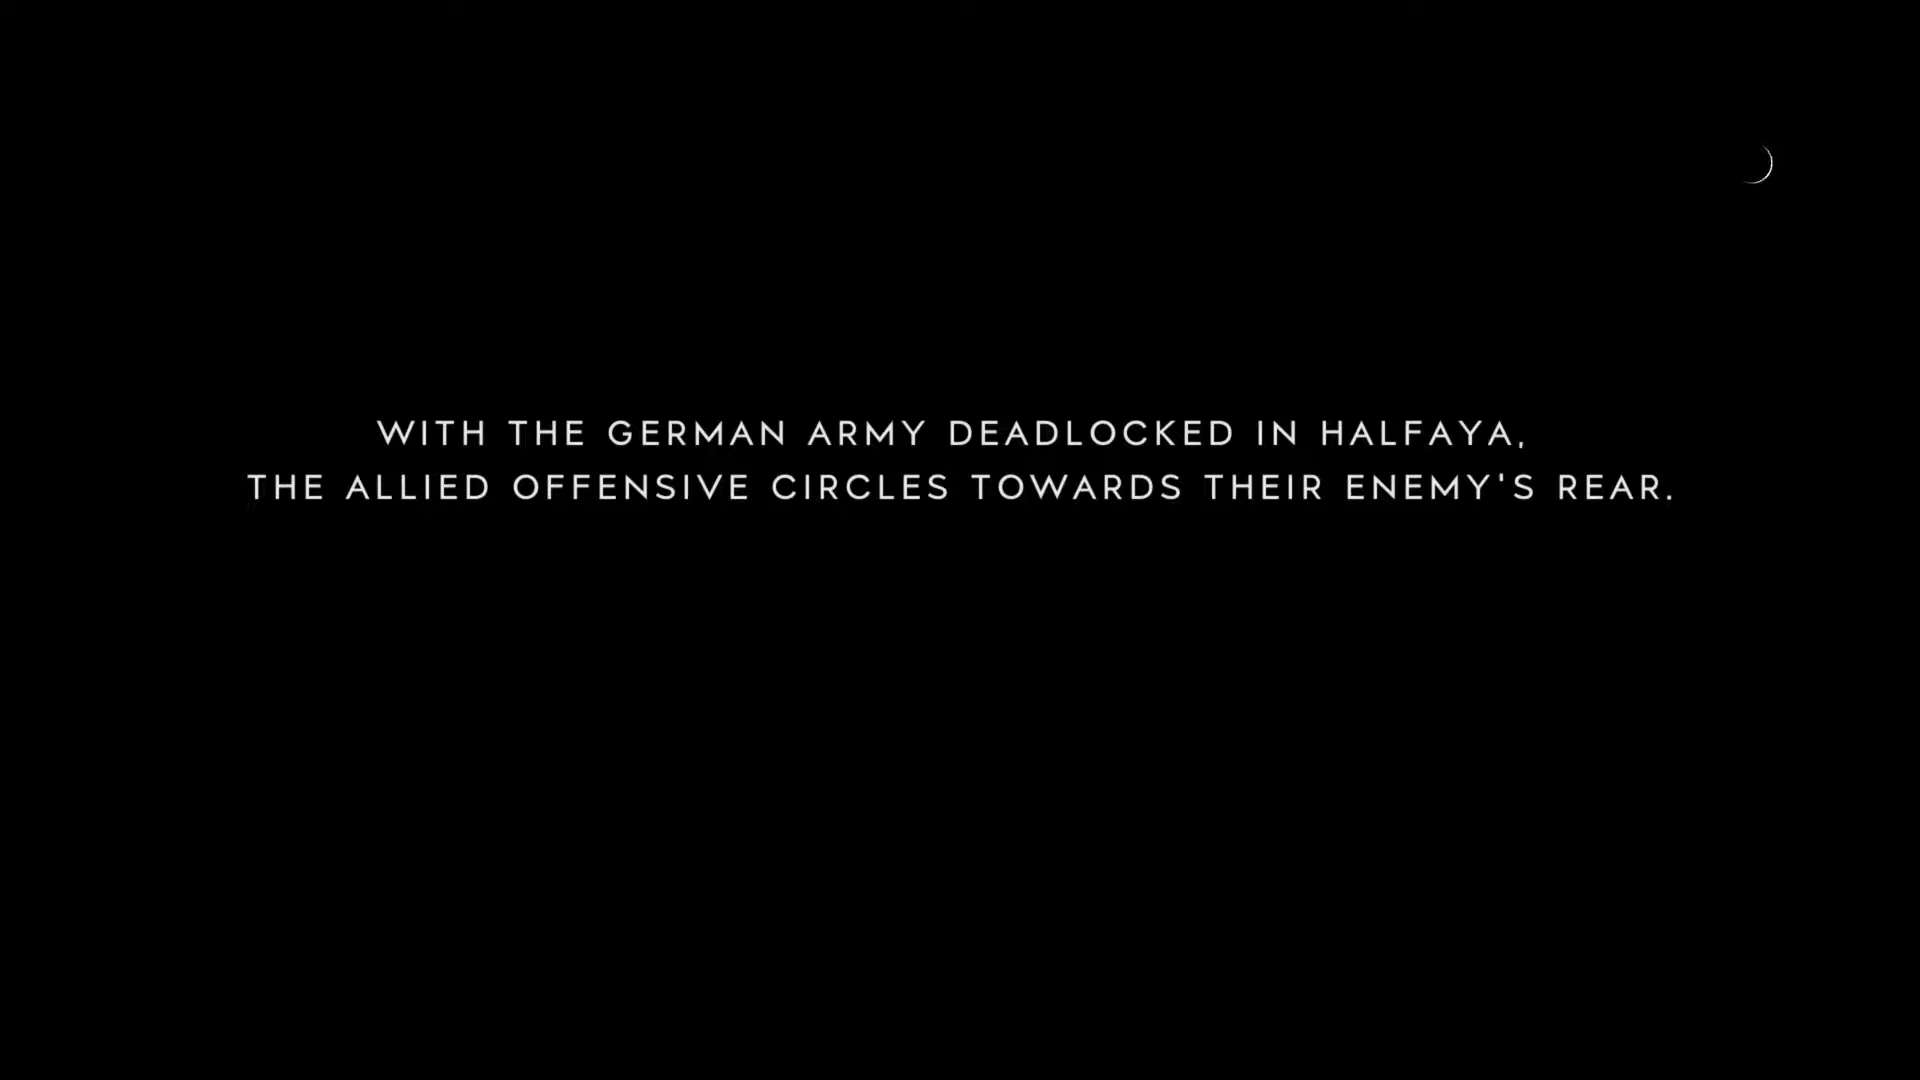 WITH THE GERMAN ARMY DEADLOCKED IN HALFAYA,
THE ALLIED OFFENSIVE CIRCLES TOWARDS THEIR ENEMY'S REAR.